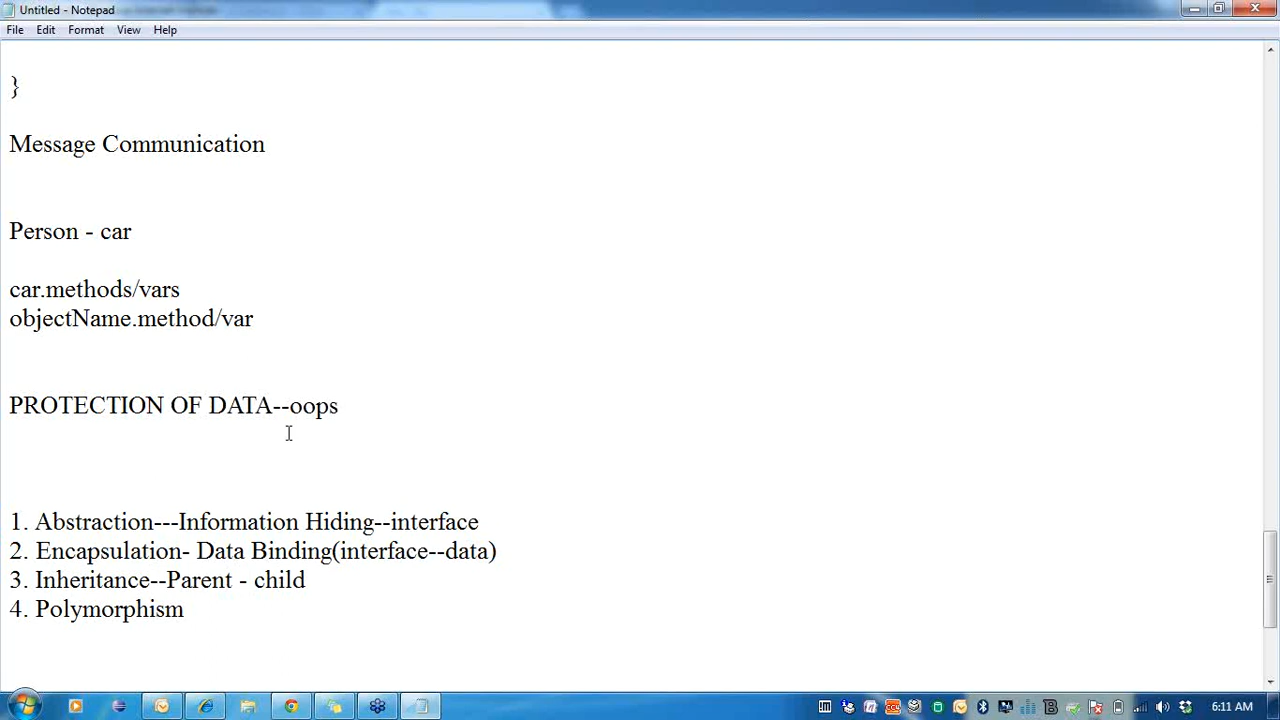 Untitled - Notepad
File Edit Format View Help
}
Message Communication
Person - car
car.methods/vars
objectName.method/var
PROTECTION OF DATA--oops
1. Abstraction---Information Hiding--interface
2. Encapsulation- Data Binding(interface--data)
3. Inheritance--Parent - child
4. Polymorphism
6:11 AM